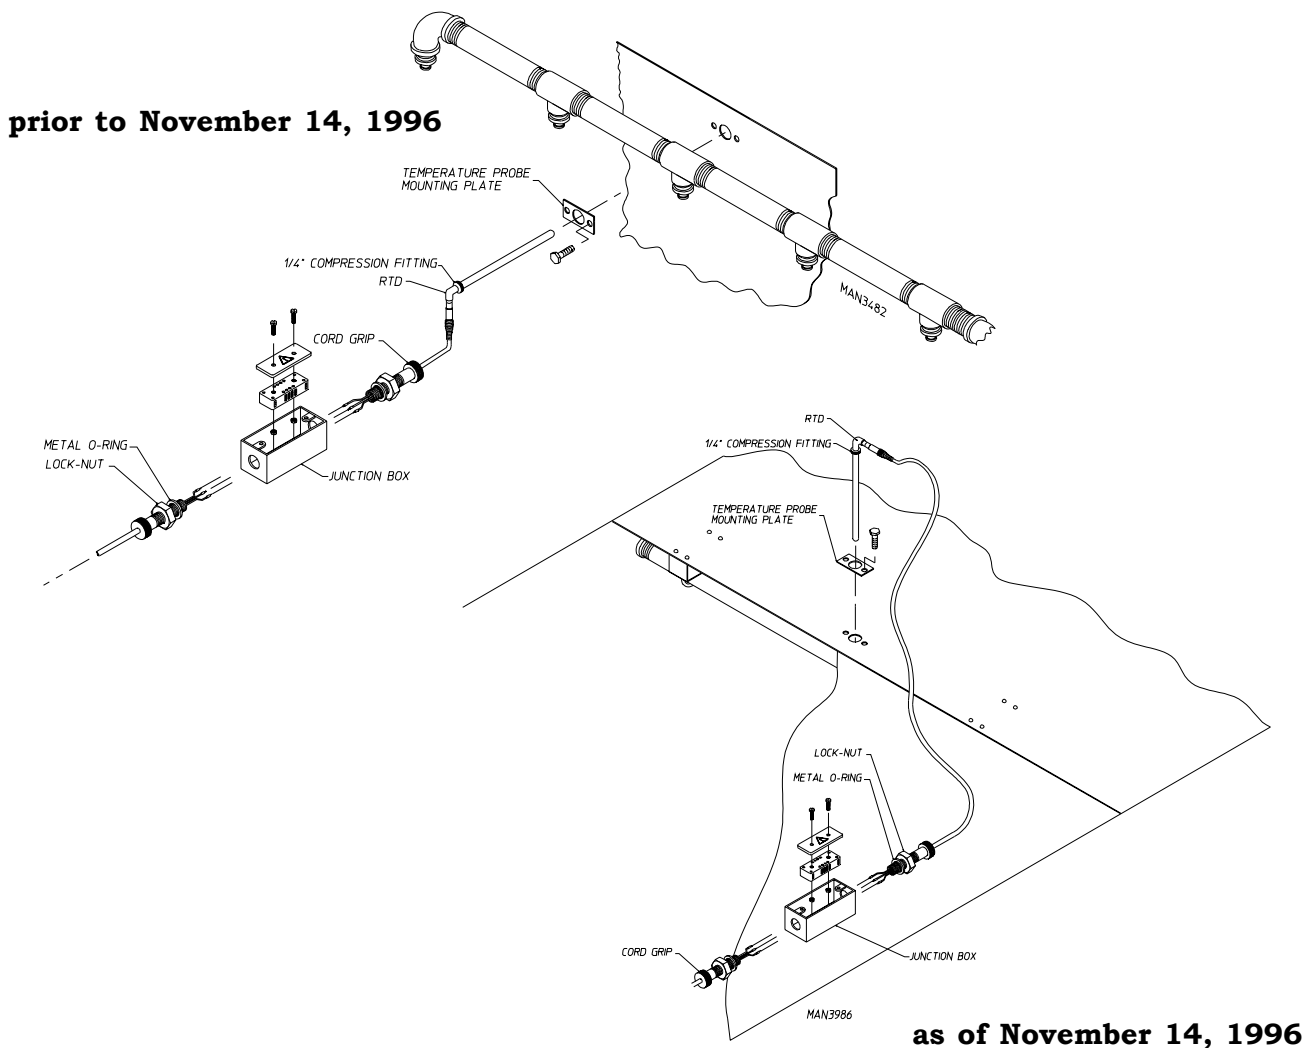 prior to November 14, 1996
TEMPERATURE PROBE
MOUNTING PLATE
1/4" COMPRESSION FITTING
RTD
MAN3482
CORD GRIP
METAL O-RING
LOCK-NUT
JUNCTION BOX
RTD
1/4" COMPRESSION FITTING
TEMPERATURE PROBE
MOUNTING PLATE
LOCK-NUT
METAL O-RING
CORD GRIP
JUNCTION BOX
MAN3986
as of November 14, 1996